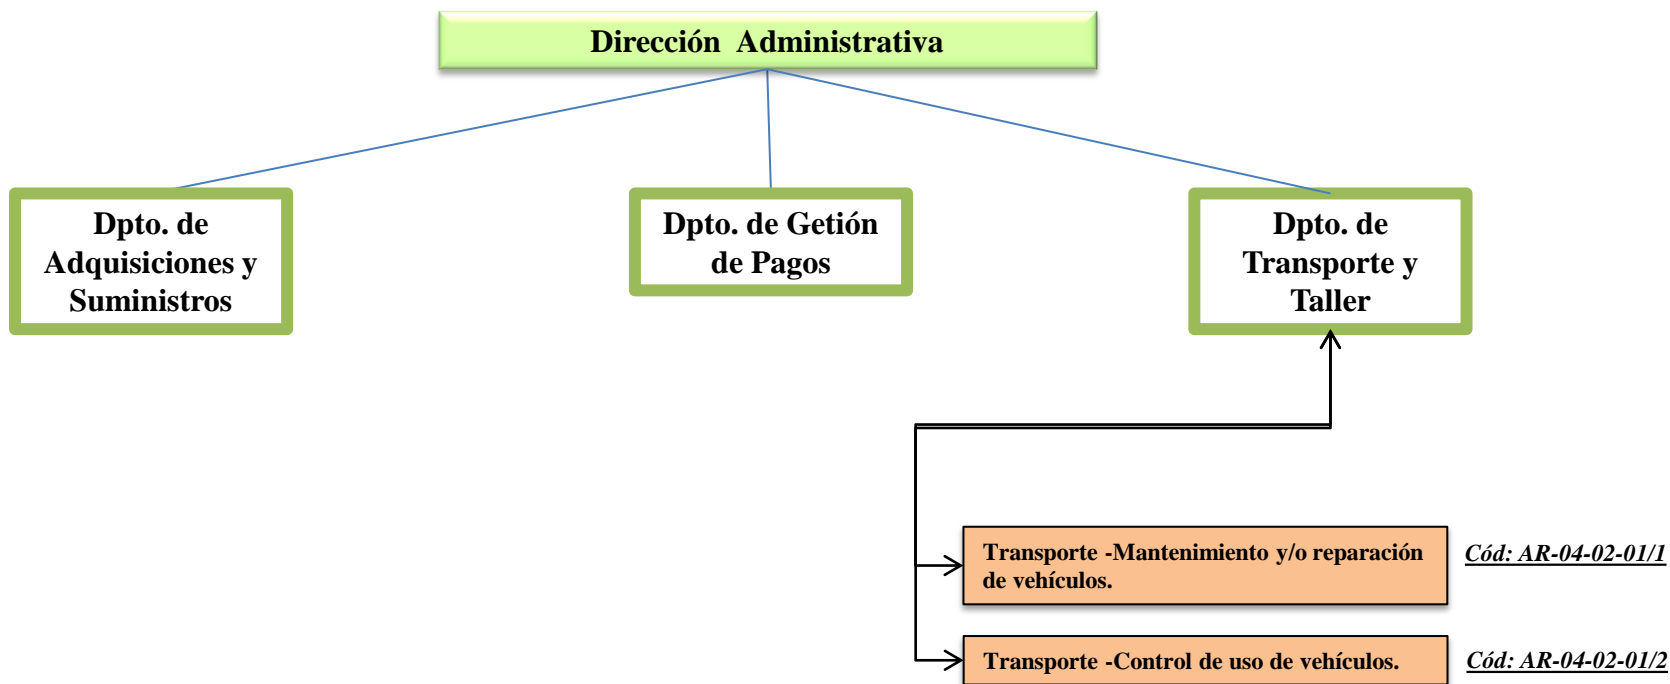 Dirección  Administrativa
Dpto. de
Adquisiciones y
Suministros
Dpto. de Getión
de Pagos
Dpto. de
Transporte y
Taller
Transporte -Mantenimiento y/o reparación
de vehículos.
Cód: AR-04-02-01/1
Transporte -Control de uso de vehículos.
Cód: AR-04-02-01/2